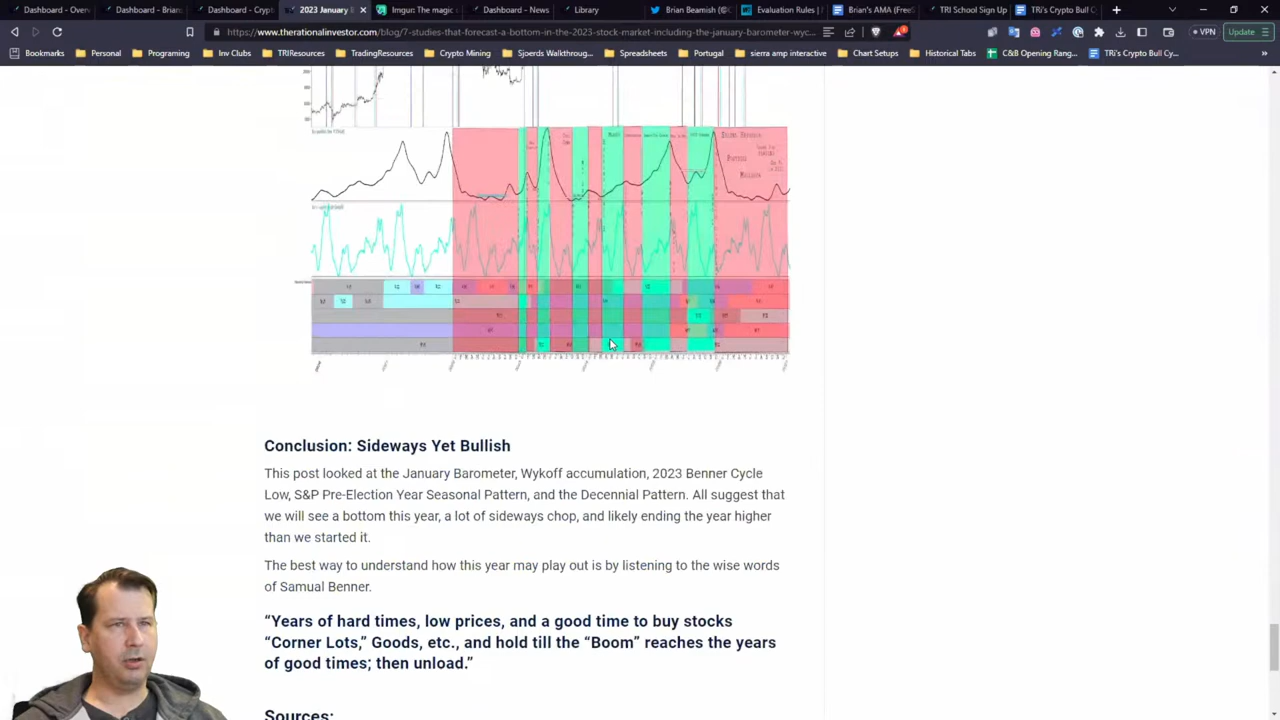 Dashboard - Over
Dashboard - Brian
Dashboard - Crypt
2023 January B
Imgur: The magic
Dashboard - News
Library
Brian Beamish (@
Evaluation Rules |
Brian's AMA (Free
TRI School Sign Up
TRi's Crypto Bull C
https://www.therationalinvestor.com/blog/7-studies-that-forecast-a-bottom-in-the-2023-stock-market-including-the-january-barometer-wyc...
VPN
Update
Bookmarks
Personal
Programing
Inv Clubs
TRIResources
TradingResources
Crypto Mining
Sjoerds Walkthroug...
Spreadsheets
Portugal
sierra amp interactive
Chart Setups
Historical Tabs
C&B Opening Rang...
TRi's Crypto Bull Cy...
Conclusion: Sideways Yet Bullish
This post looked at the January Barometer, Wykoff accumulation, 2023 Benner Cycle
Low, S&P Pre-Election Year Seasonal Pattern, and the Decennial Pattern. All suggest that
we will see a bottom this year, a lot of sideways chop, and likely ending the year higher
than we started it.
The best way to understand how this year may play out is by listening to the wise words
of Samual Benner.
“Years of hard times, low prices, and a good time to buy stocks
“Corner Lots,” Goods, etc., and hold till the “Boom” reaches the years
of good times; then unload.”
Sources: